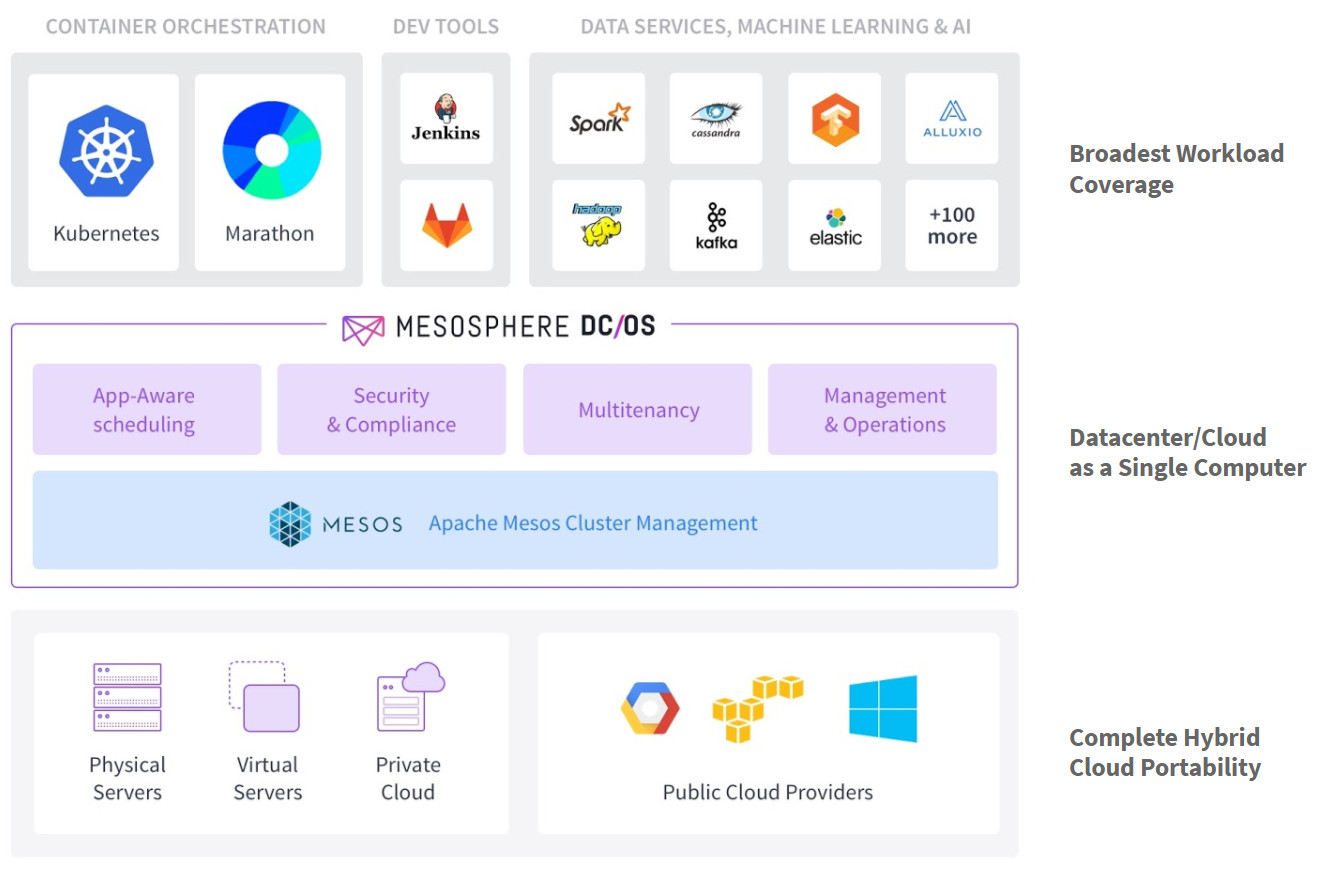 CONTAINER ORCHESTRATION
DEV TOOLS
DATA SERVICES, MACHINE LEARNING & AI
Kubernetes
Marathon
Jenkins
Spark
cassandra
ALLUXIO
hadoop
kafka
elastic
+100
more
Broadest Workload
Coverage
MESOSPHERE DC/OS
App-Aware
scheduling
Security
& Compliance
Multitenancy
Management
& Operations
MESOS
Apache Mesos Cluster Management
Datacenter/Cloud
as a Single Computer
Physical
Servers
Virtual
Servers
Private
Cloud
Public Cloud Providers
Complete Hybrid
Cloud Portability